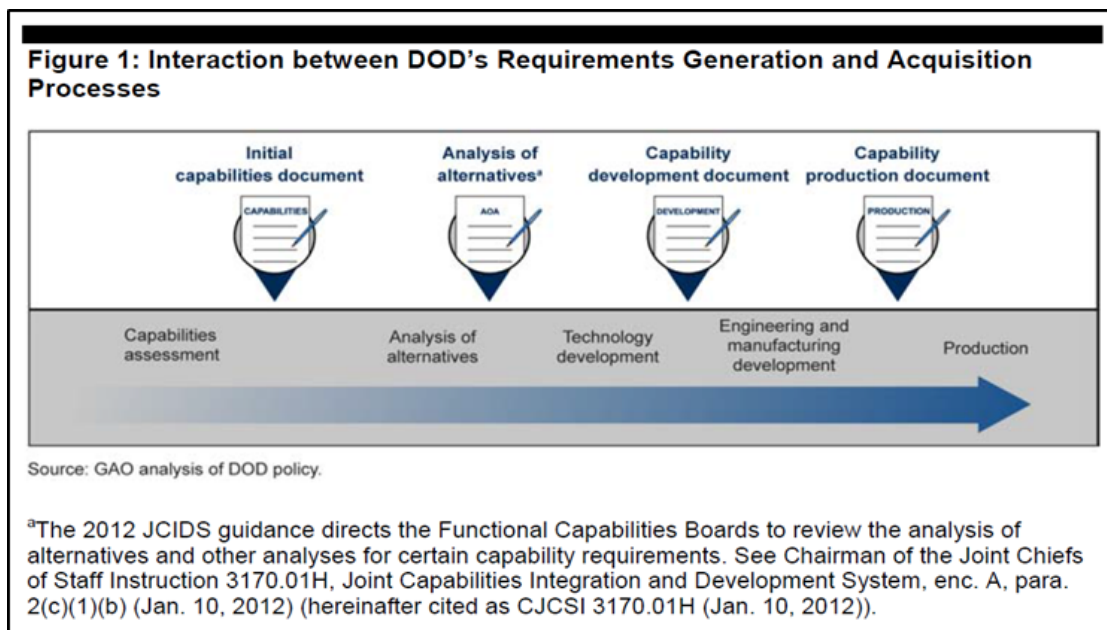 Figure 1: Interaction between DOD's Requirements Generation and Acquisition
Processes
Initial
capabilities document
Analysis of
alternativesᵃ
Capability
development document
Capability
production document
CAPABILITIES
AOA
DEVELOPMENT
PRODUCTION
Capabilities
assessment
Analysis of
alternatives
Technology
development
Engineering and
manufacturing
development
Production
Source: GAO analysis of DOD policy.
ᵃThe 2012 JCIDS guidance directs the Functional Capabilities Boards to review the analysis of
alternatives and other analyses for certain capability requirements. See Chairman of the Joint Chiefs
of Staff Instruction 3170.01H, Joint Capabilities Integration and Development System, enc. A, para.
2(c)(1)(b) (Jan. 10, 2012) (hereinafter cited as CJCSI 3170.01H (Jan. 10, 2012)).